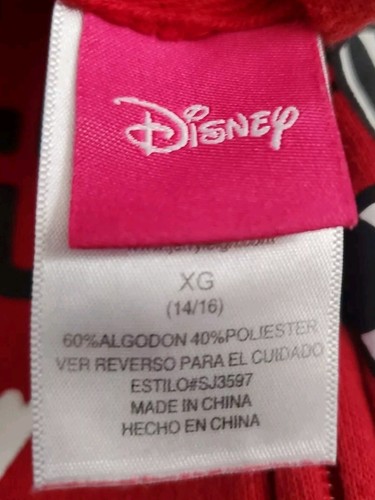 Disney
XG
(14/16)
60%ALGODON 40%POLIESTER
VER REVERSO PARA EL CUIDADO
ESTILO#SJ3597
MADE IN CHINA
HECHO EN CHINA